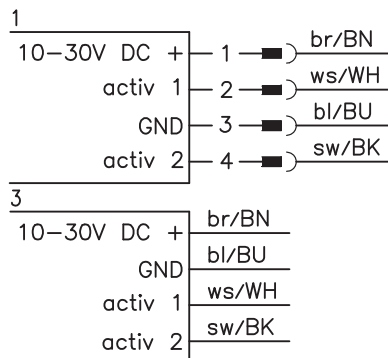 1
10-30V DC + 1 br/BN
activ 1 2 ws/WH
GND 3 bl/BU
activ 2 4 sw/BK
3
10-30V DC + br/BN
GND bl/BU
activ 1 ws/WH
activ 2 sw/BK